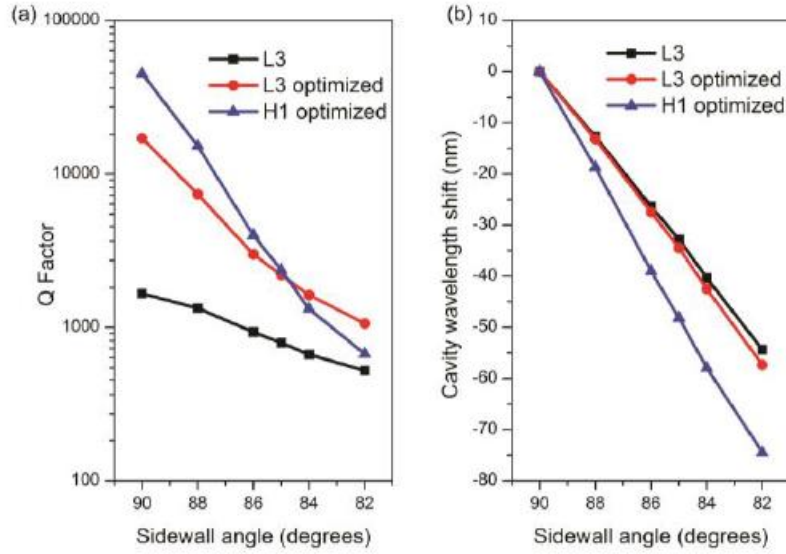 (a)
100000
10000
1000
100
Q Factor
L3
L3 optimized
H1 optimized
90 88 86 84 82
Sidewall angle (degrees)
(b)
10
0
-10
-20
-30
-40
-50
-60
-70
-80
Cavity wavelength shift (nm)
L3
L3 optimized
H1 optimized
90 88 86 84 82
Sidewall angle (degrees)